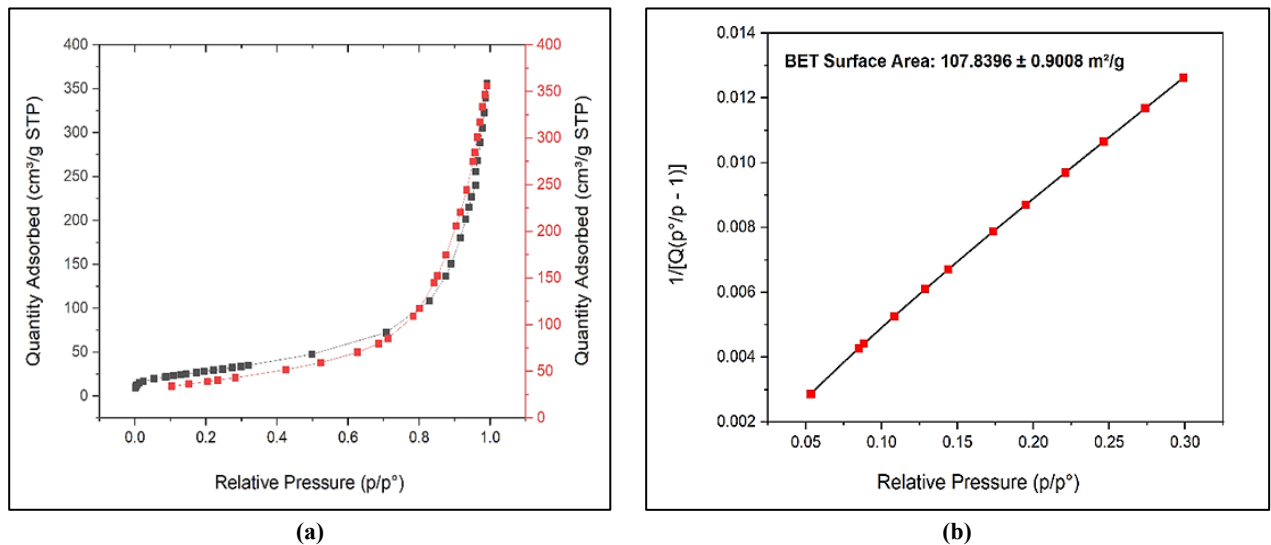 400
350
300
250
200
150
100
50
0
Quantity Adsorbed (cm³/g STP)
0.0 0.2 0.4 0.6 0.8 1.0
Relative Pressure (p/p°)
400
350
300
250
200
150
100
50
0
Quantity Adsorbed (cm³/g STP)
(a)
0.014
0.012
0.010
0.008
0.006
0.004
0.002
1/[Q(p°/p - 1)]
BET Surface Area: 107.8396 ± 0.9008 m²/g
0.05 0.10 0.15 0.20 0.25 0.30
Relative Pressure (p/p°)
(b)